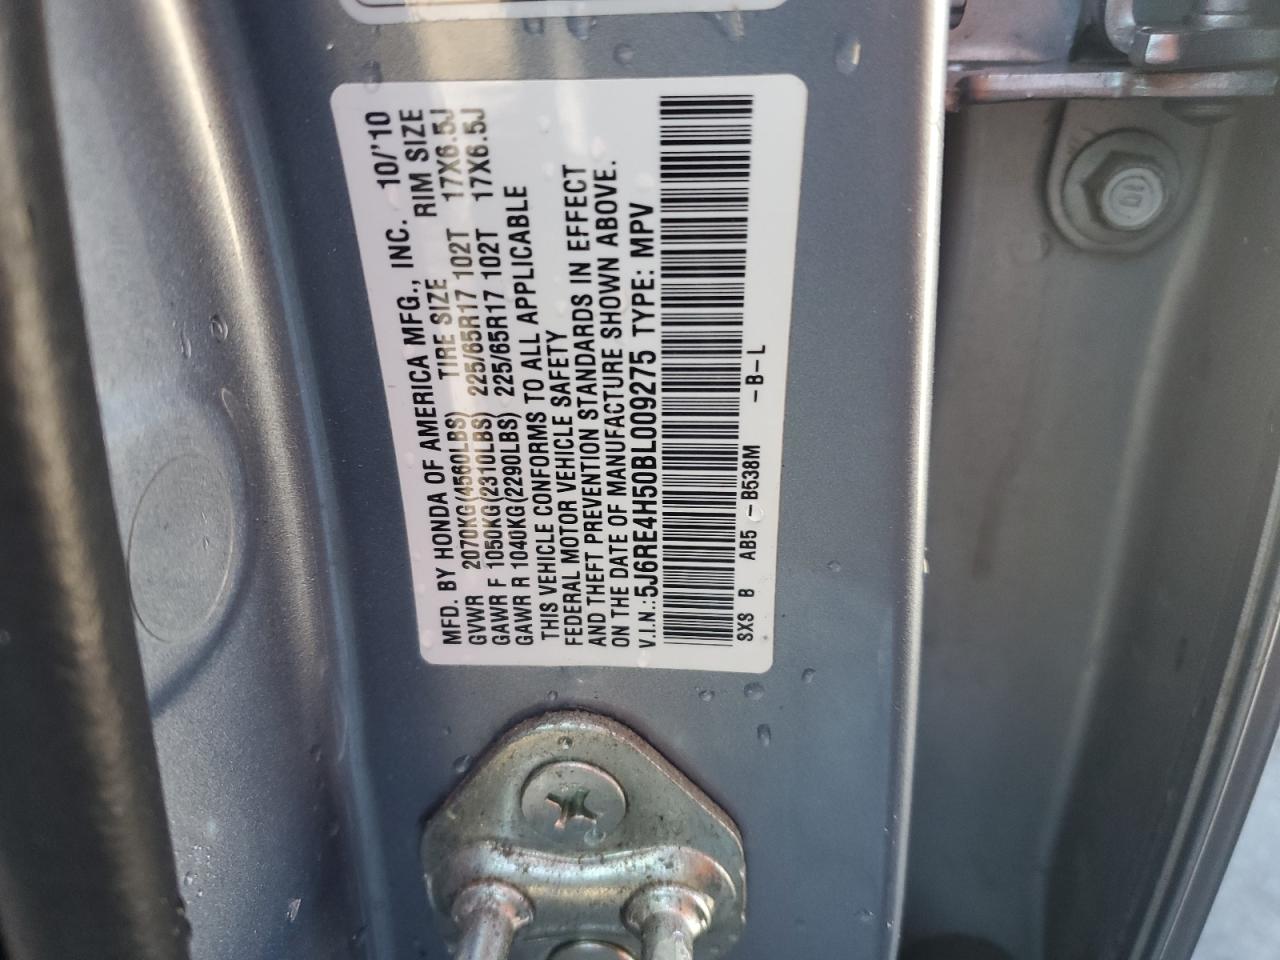 MFD. BY HONDA OF AMERICA MFG., INC. 10/'10
GVWR 2070KG(4560LBS) TIRE SIZE RIM SIZE
GAWR F 1050KG(2310LBS) 225/65R17 102T 17X6.5J
GAWR R 1040KG(2290LBS) 225/65R17 102T 17X6.5J
THIS VEHICLE CONFORMS TO ALL APPLICABLE
FEDERAL MOTOR VEHICLE SAFETY
AND THEFT PREVENTION STANDARDS IN EFFECT
ON THE DATE OF MANUFACTURE SHOWN ABOVE.
V.I.N.:5J6RE4H50BL009275 TYPE: MPV
SXS B AB5 - B538M -B-L